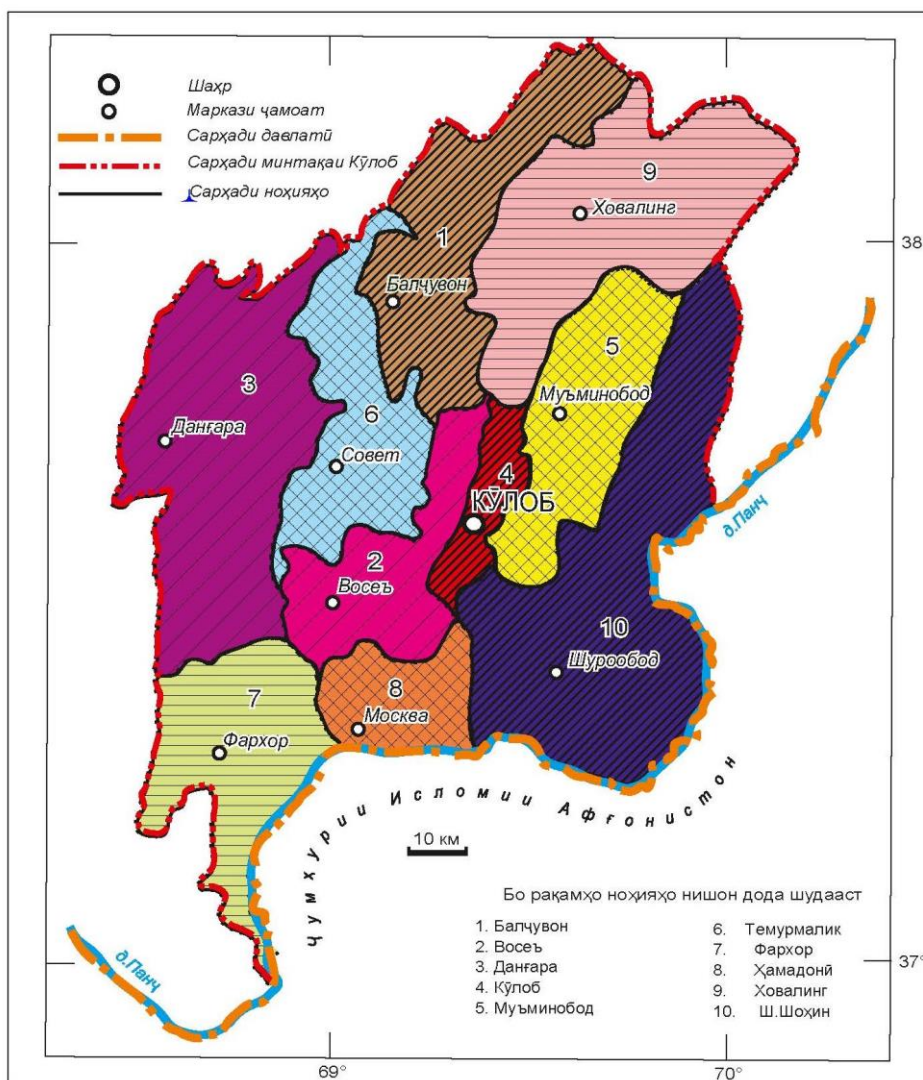 Шаҳр
Маркази ҷамоат
Сарҳади давлатӣ
Сарҳади минтақаи Кӯлоб
Сарҳади ноҳияҳо
9
Ховалинг
38
1
Балҷувон
5
3
Муъминобод
6
Данғара
Совет
4
КӮЛОБ
д.Панҷ
2
Восеъ
10
Шурообод
8
7
Москва
Фархор
Ҷумҳурии Исломии Афғонистон
10 км
Бо рақамҳо ноҳияҳо нишон дода шудааст
1. Балҷувон
2. Восеъ
3. Данғара
4. Кӯлоб
5. Муъминобод
6. Темурмалик
7. Фархор
8. Ҳамадонӣ
9. Ховалинг
10. Ш.Шоҳин
д.Панҷ
37°
69°
70°